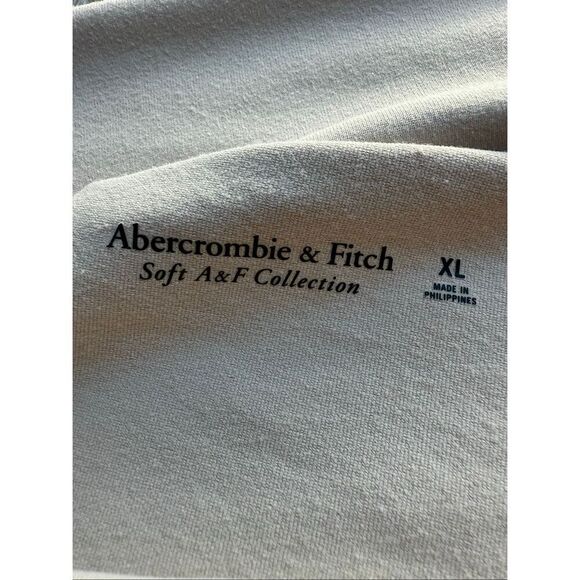 Abercrombie & Fitch
Soft A&F Collection
XL
MADE IN
PHILIPPINES